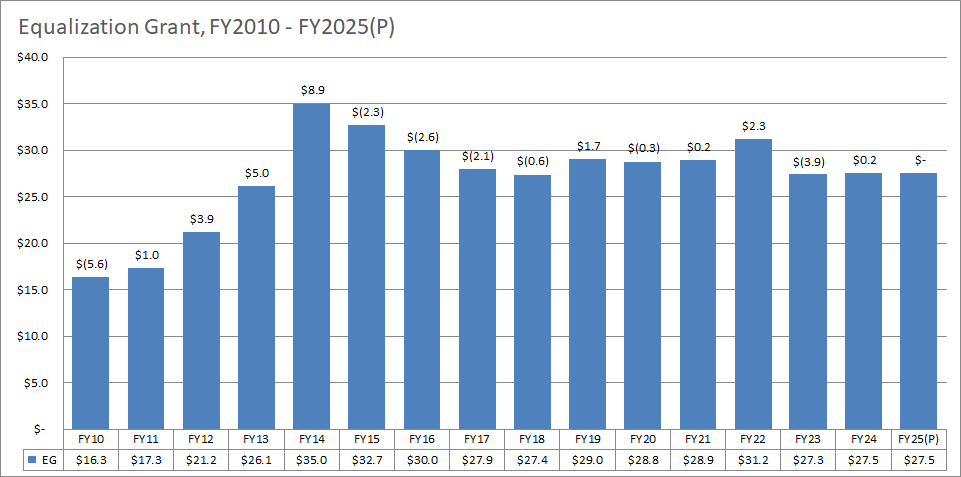 Equalization Grant, FY2010 - FY2025(P)
$40.0
$35.0
$30.0
$25.0
$20.0
$15.0
$10.0
$5.0
$-
$(5.6) $1.0 $3.9 $5.0 $8.9 $(2.3) $(2.6) $(2.1) $(0.6) $1.7 $(0.3) $0.2 $2.3 $(3.9) $0.2 $-
FY10 FY11 FY12 FY13 FY14 FY15 FY16 FY17 FY18 FY19 FY20 FY21 FY22 FY23 FY24 FY25(P)
EG $16.3 $17.3 $21.2 $26.1 $35.0 $32.7 $30.0 $27.9 $27.4 $29.0 $28.8 $28.9 $31.2 $27.3 $27.5 $27.5